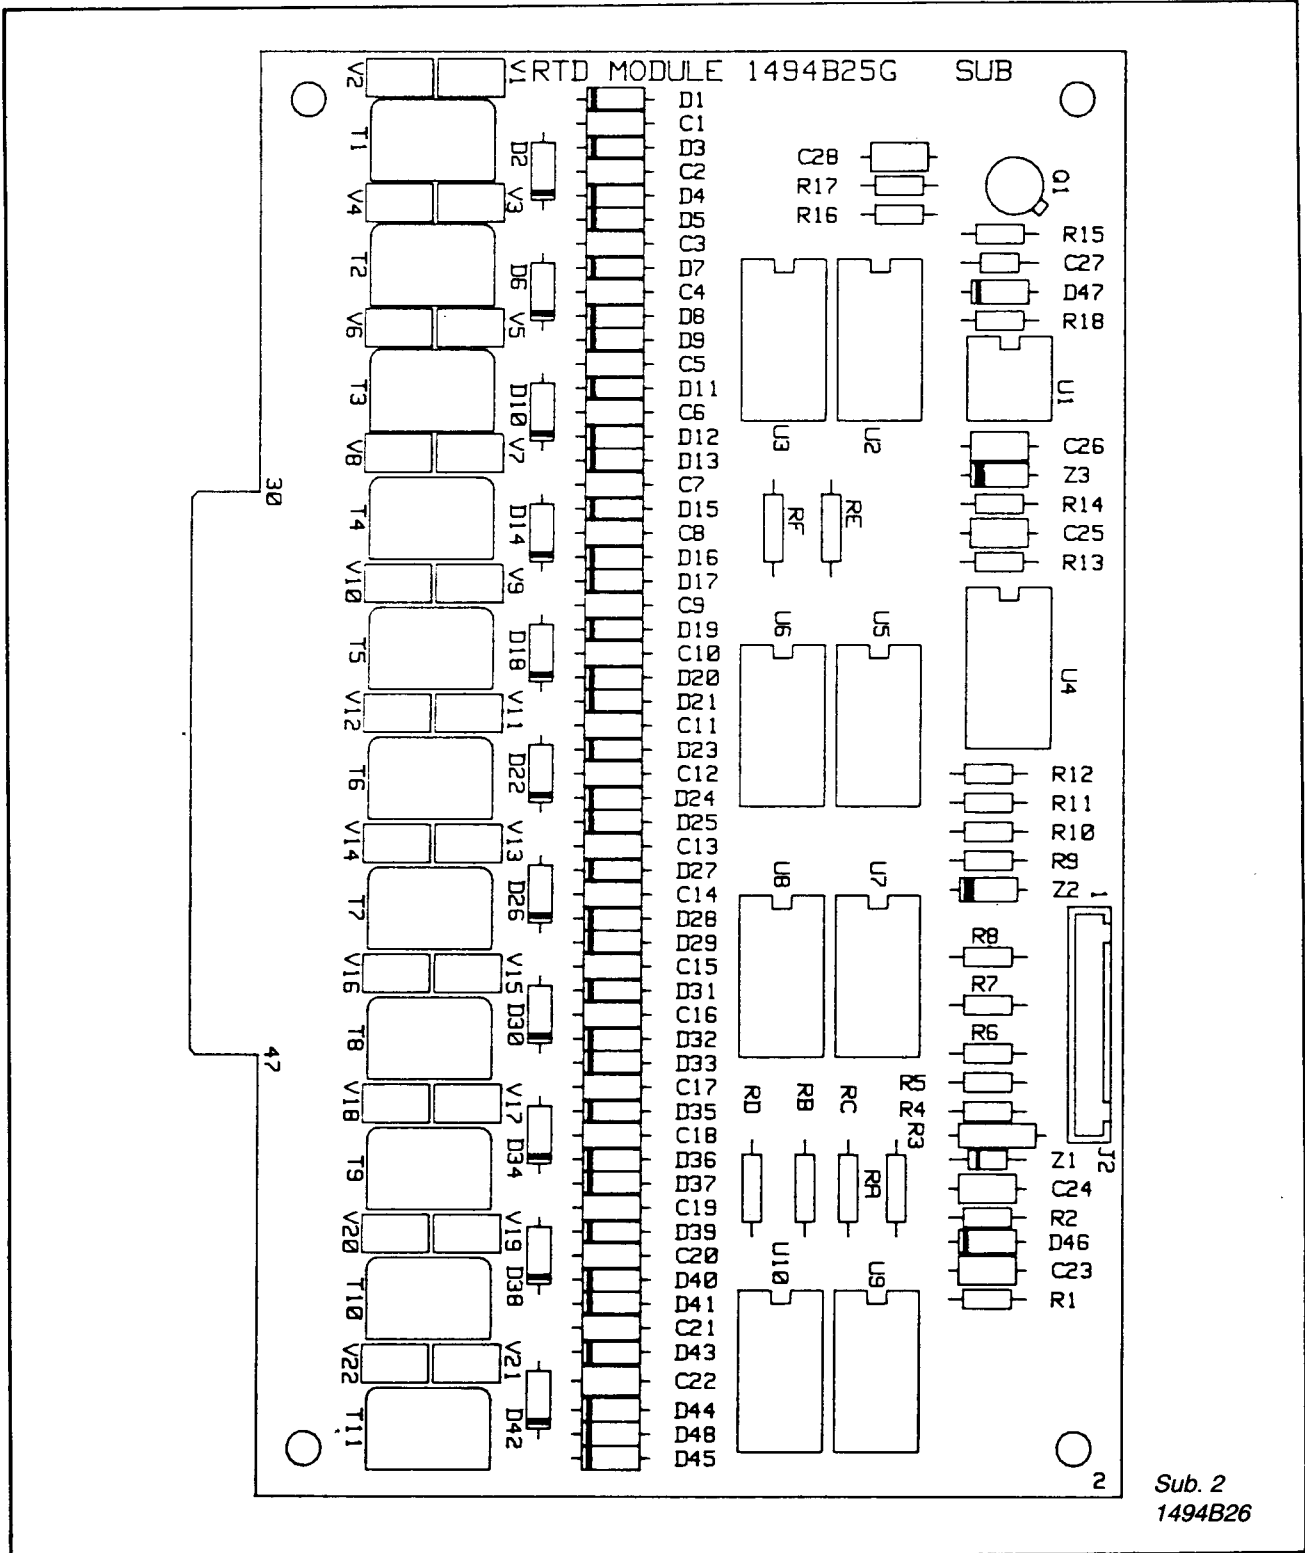 RTD MODULE 1494B25G SUB
V2
V1
T1
V4
V3
T2
V6
V5
T3
V8
V7
T4
V10
V9
T5
V12
V11
T6
V14
V13
T7
V16
V15
T8
V18
V17
T9
V20
V19
T10
V22
V21
T11
30
47
D2
D6
D10
D14
D18
D22
D26
D30
D34
D38
D42
D1
C1
D3
C2
D4
D5
C3
D7
C4
D8
D9
C5
D11
C6
D12
D13
C7
D15
C8
D16
D17
C9
D19
C10
D20
D21
C11
D23
C12
D24
D25
C13
D27
C14
D28
D29
C15
D31
C16
D32
D33
C17
D35
C18
D36
D37
C19
D39
C20
D40
D41
C21
D43
C22
D44
D48
D45
C28
R17
R16
U3
U2
RF
RE
U6
U5
U8
U7
RD
RB
RC
RA
U10
U9
Q1
R15
C27
D47
R18
U1
C26
Z3
R14
C25
R13
U4
R12
R11
R10
R9
Z2
1
R8
R7
R6
R5
R4
R3
J2
Z1
C24
R2
D46
C23
R1
2
Sub. 2
1494B26